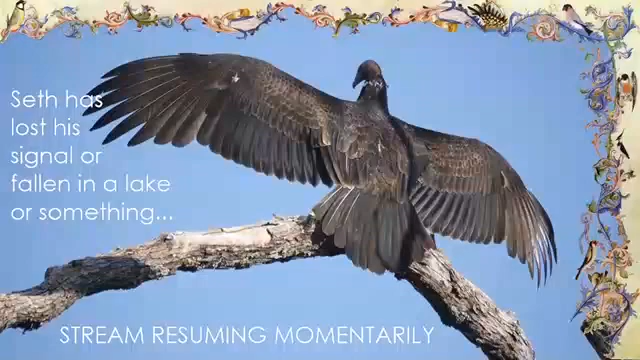 Seth has
lost his
signal or
fallen in a lake
or something...
STREAM RESUMING MOMENTARILY